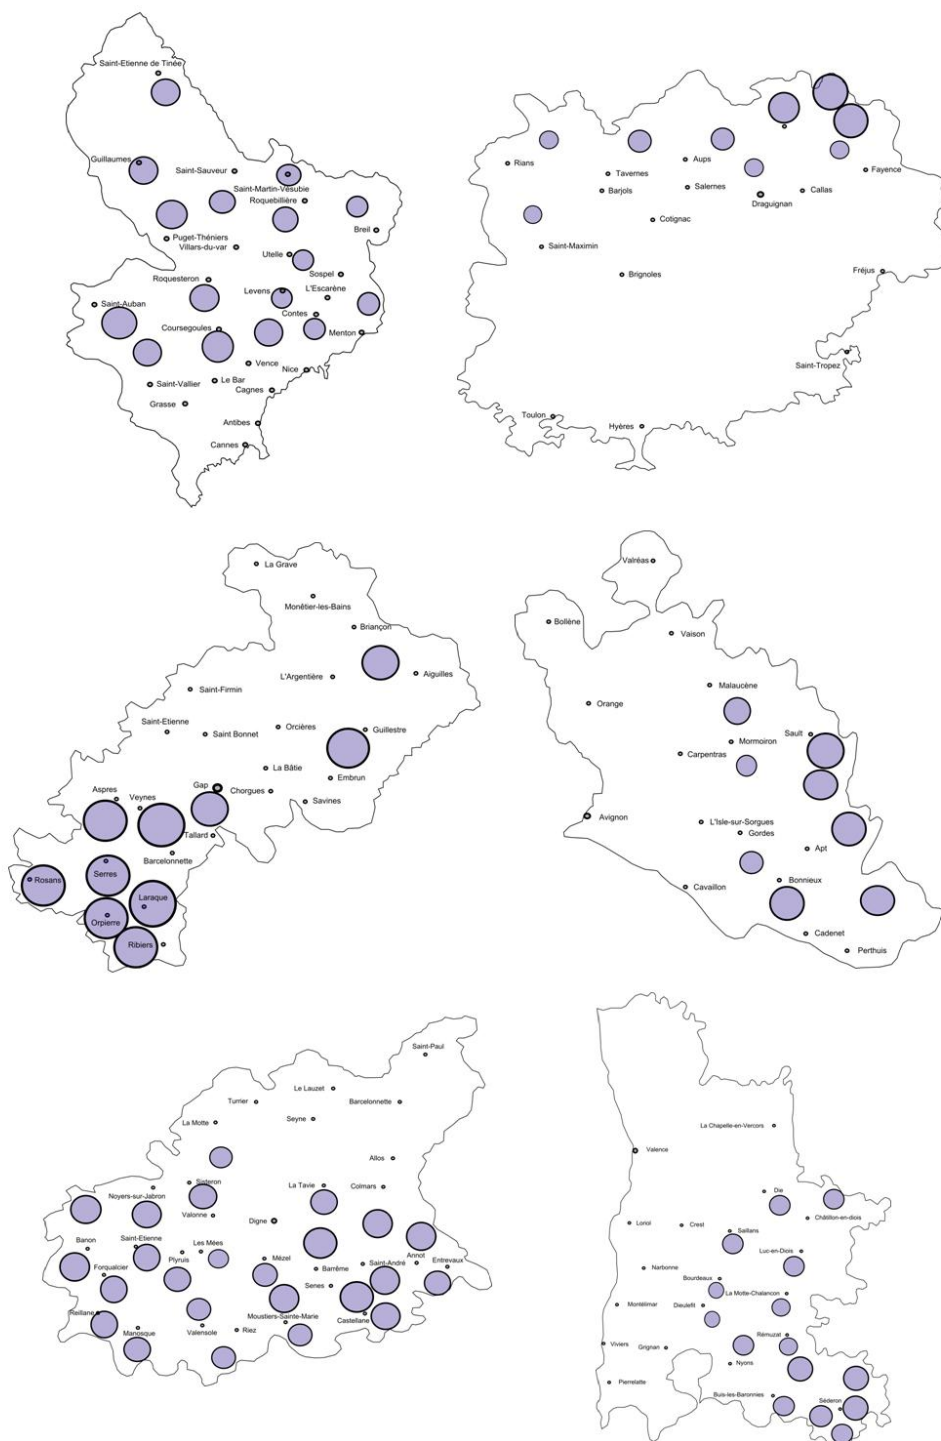 Saint-Etienne de Tinée
Guillaumes
Saint-Sauveur
Saint-Martin-Vésubie
Roquebillière
Breil
Puget-Théniers
Villars-du-var
Utelle
Sospel
Roquesteron
Levens
L'Escarène
Saint-Auban
Contes
Coursegoules
Menton
Vence
Nice
Saint-Vallier
Le Bar
Cagnes
Grasse
Antibes
Cannes
Rians
Aups
Tavernes
Fayence
Barjols
Salernes
Callas
Draguignan
Cotignac
Saint-Maximin
Brignoles
Fréjus
Saint-Tropez
Toulon
Hyères
La Grave
Monêtier-les-Bains
Briançon
L'Argentière
Aiguilles
Saint-Firmin
Saint-Etienne
Saint Bonnet
Orcières
Guillestre
La Bâtie
Embrun
Gap
Chorgues
Savines
Aspres
Veynes
Tallard
Barcelonnette
Rosans
Serres
Laraque
Orpierre
Ribiers
Valréas
Bollène
Vaison
Malaucène
Orange
Mormoiron
Sault
Carpentras
Avignon
L'Isle-sur-Sorgues
Gordes
Apt
Cavaillon
Bonnieux
Cadenet
Perthuis
Saint-Paul
Le Lauzet
Turrier
Barcelonnette
Seyne
La Motte
Allos
Sisteron
Noyers-sur-Jabron
La Tavie
Colmars
Valonne
Digne
Banon
Saint-Etienne
Les Mées
Plyruis
Mézel
Barrême
Saint-André
Annot
Entrevaux
Forqualcier
Senes
Reillane
Moustiers-Sainte-Marie
Castellane
Manosque
Valensole
Riez
La Chapelle-en-Vercors
Valence
Die
Loriol
Crest
Saillans
Châtillon-en-diois
Luc-en-Diois
Narbonne
Bourdeaux
La Motte-Chalancon
Montélimar
Dieulefit
Rémuzat
Viviers
Grignan
Nyons
Pierrelatte
Buis-les-Baronnies
Séderon